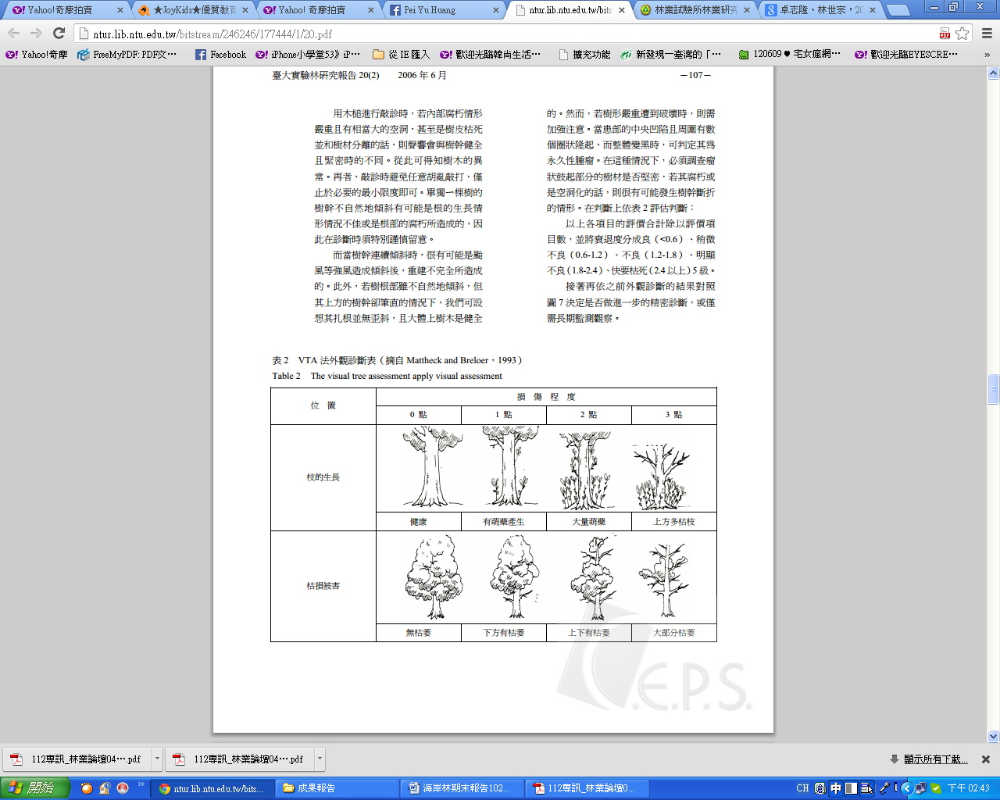 Yahoo! 奇摩拍賣
★JoyKids★優質教育
Yahoo! 奇摩拍賣
Pei Yu Huang
ntur.lib.ntu.edu.tw/bits
林業試驗所林業研究
卓志隆、林世宗，20
ntur.lib.ntu.edu.tw/bitstream/246246/177444/1/20.pdf
Yahoo!奇摩
FreeMyPDF: PDF文…
Facebook
iPhone小學堂53》iP…
從 IE 匯入
歡迎光臨韓尚生活…
擴充功能
新發現一臺灣的「…
120609 ♥ 宅女瘋網…
歡迎光臨EYESCRE…
»
臺大實驗林研究報告 20(2) 2006 年 6 月
－107－
用木槌進行敲診時，若內部腐朽情形
嚴重且有相當大的空洞，甚至是樹皮枯死
並和樹材分離的話，則聲響會與樹幹健全
且緊密時的不同。從此可得知樹木的異
常。再者，敲診時避免任意胡亂敲打，僅
止於必要的最小限度即可。單獨一棵樹的
樹幹不自然地傾斜有可能是根的生長情
形情況不佳或是根部的腐朽所造成的，因
此在診斷時須特別謹慎留意。
而當樹幹連續傾斜時，很有可能是颱
風等強風造成傾斜後，重建不完全所造成
的。此外，若樹根部雖不自然地傾斜，但
其上方的樹幹卻筆直的情況下，我們可設
想其扎根並無歪斜，且大體上樹木是健全
的。然而，若樹形嚴重遭到破壞時，則需
加強注意。當患部的中央凹陷且周圍有數
個圈狀隆起，而整體變黑時，可判定其為
永久性腫瘤。在這種情況下，必須調查瘤
狀鼓起部分的樹材是否堅密，若其腐朽或
是空洞化的話，則很有可能發生樹幹斷折
的情形。在判斷上依表 2 評估判斷：
以上各項目的評價合計除以評價項
目數，並將衰退度分成良（<0.6）、稍微
不良（0.6-1.2）、不良（1.2-1.8）、明顯
不良（1.8-2.4）、快要枯死（2.4 以上）5 級。
接著再依之前外觀診斷的結果對照
圖 7 決定是否做進一步的精密診斷，或僅
需長期監測觀察。
表 2 VTA 法外觀診斷表（摘自 Mattheck and Breloer，1993）
Table 2 The visual tree assessment apply visual assessment
位 置
損 傷 程 度
0 點 1 點 2 點 3 點
枝的生長
健康 有萌蘗產生 大量萌蘗 上方多枯枝
枯損被害
無枯萎 下方有枯萎 上下有枯萎 大部分枯萎
C.E.P.S.
112專訊_林業論壇04….pdf
112專訊_林業論壇04….pdf
顯示所有下載...
開始
»
ntur.lib.ntu.edu.tw/bits...
成果報告
海岸林期末報告102...
112專訊_林業論壇0...
CH
中
下午 02:43